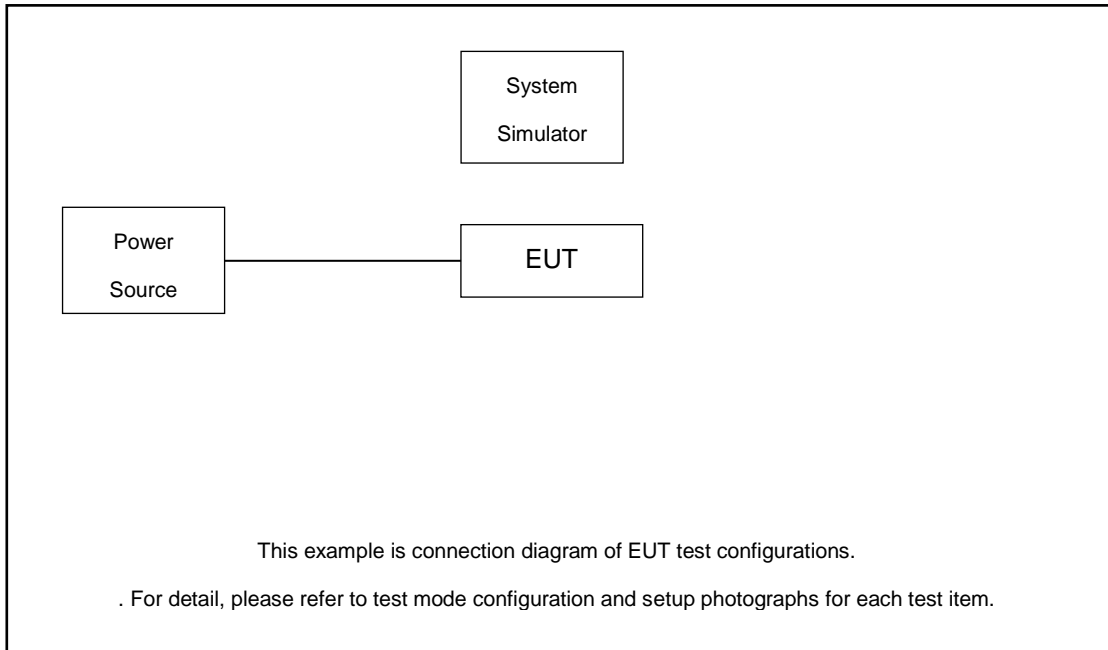 System
Simulator
Power
Source
EUT
This example is connection diagram of EUT test configurations.
. For detail, please refer to test mode configuration and setup photographs for each test item.